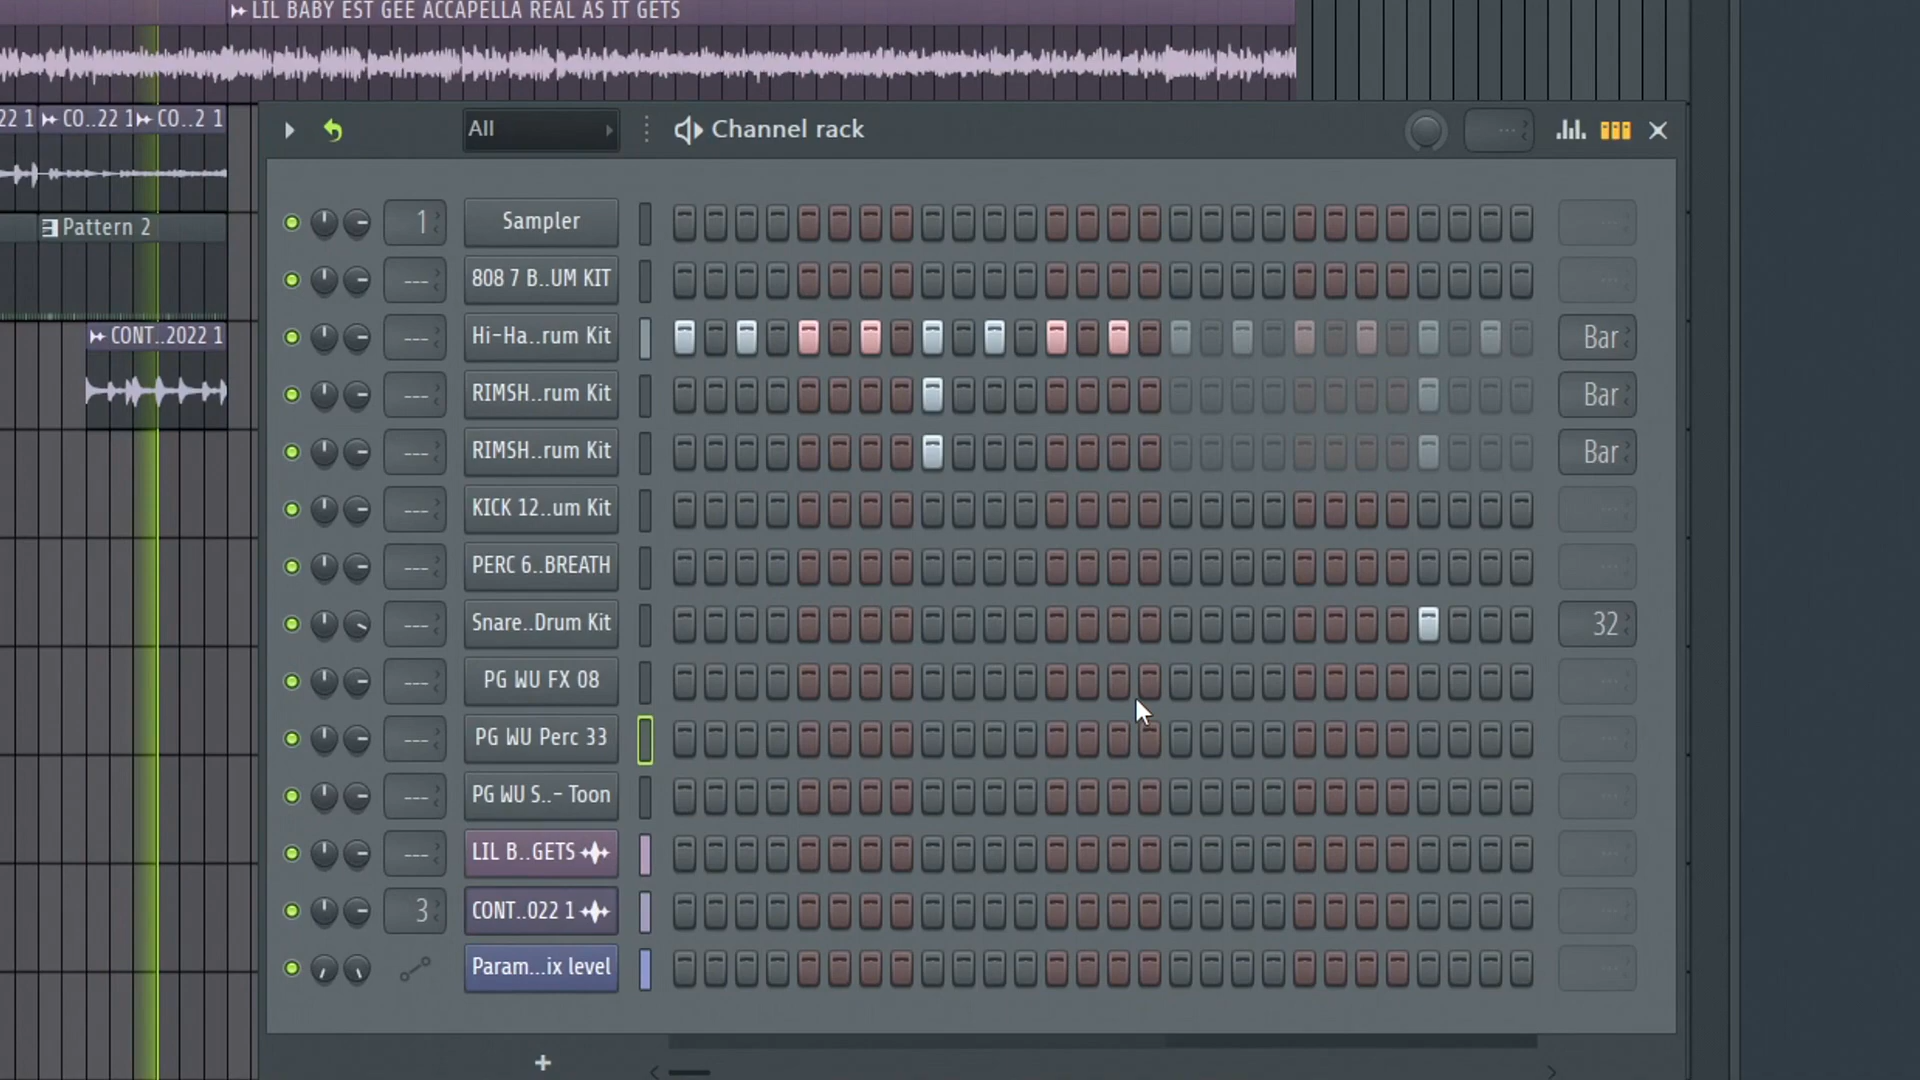 LIL BABY EST GEE ACCAPELLA REAL AS IT GETS
22 1 CO..22 1 CO..2 1
All Channel rack
Pattern 2
1 Sampler
--- 808 7 B..UM KIT
CONT..2022 1
--- Hi-Ha..rum Kit Bar
--- RIMSH..rum Kit Bar
--- RIMSH..rum Kit Bar
--- KICK 12..um Kit
--- PERC 6..BREATH
--- Snare..Drum Kit 32
--- PG WU FX 08
--- PG WU Perc 33
--- PG WU S..- Toon
--- LIL B..GETS
3 CONT..022 1
Param...ix level
+